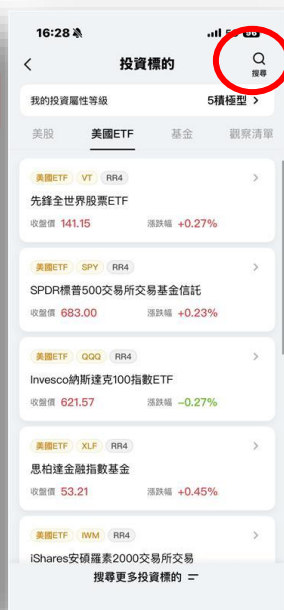 16:28
5G 96
投資標的
搜尋
我的投資屬性等級 5積極型
美股 美國ETF 基金 觀察清單
美國ETF VT RR4
先鋒全世界股票ETF
收盤價 141.15 漲跌幅 +0.27%
美國ETF SPY RR4
SPDR標普500交易所交易基金信託
收盤價 683.00 漲跌幅 +0.23%
美國ETF QQQ RR4
Invesco納斯達克100指數ETF
收盤價 621.57 漲跌幅 -0.27%
美國ETF XLF RR4
思柏達金融指數基金
收盤價 53.21 漲跌幅 +0.45%
美國ETF IWM RR4
iShares安碩羅素2000交易所交易
搜尋更多投資標的